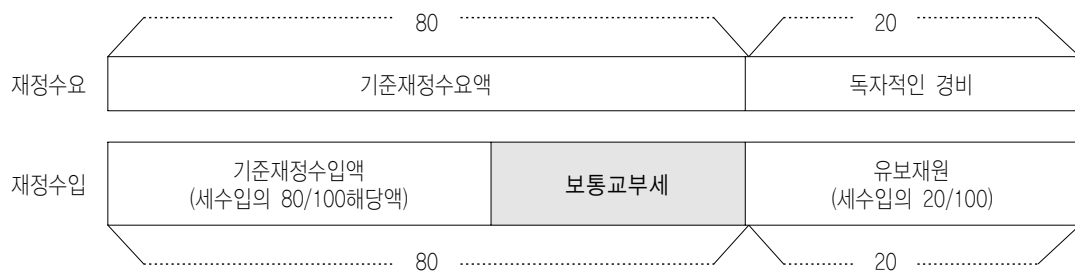 80
20
재정수요
기준재정수요액
독자적인 경비
재정수입
기준재정수입액
(세수입의 80/100해당액)
보통교부세
유보재원
(세수입의 20/100)
80
20